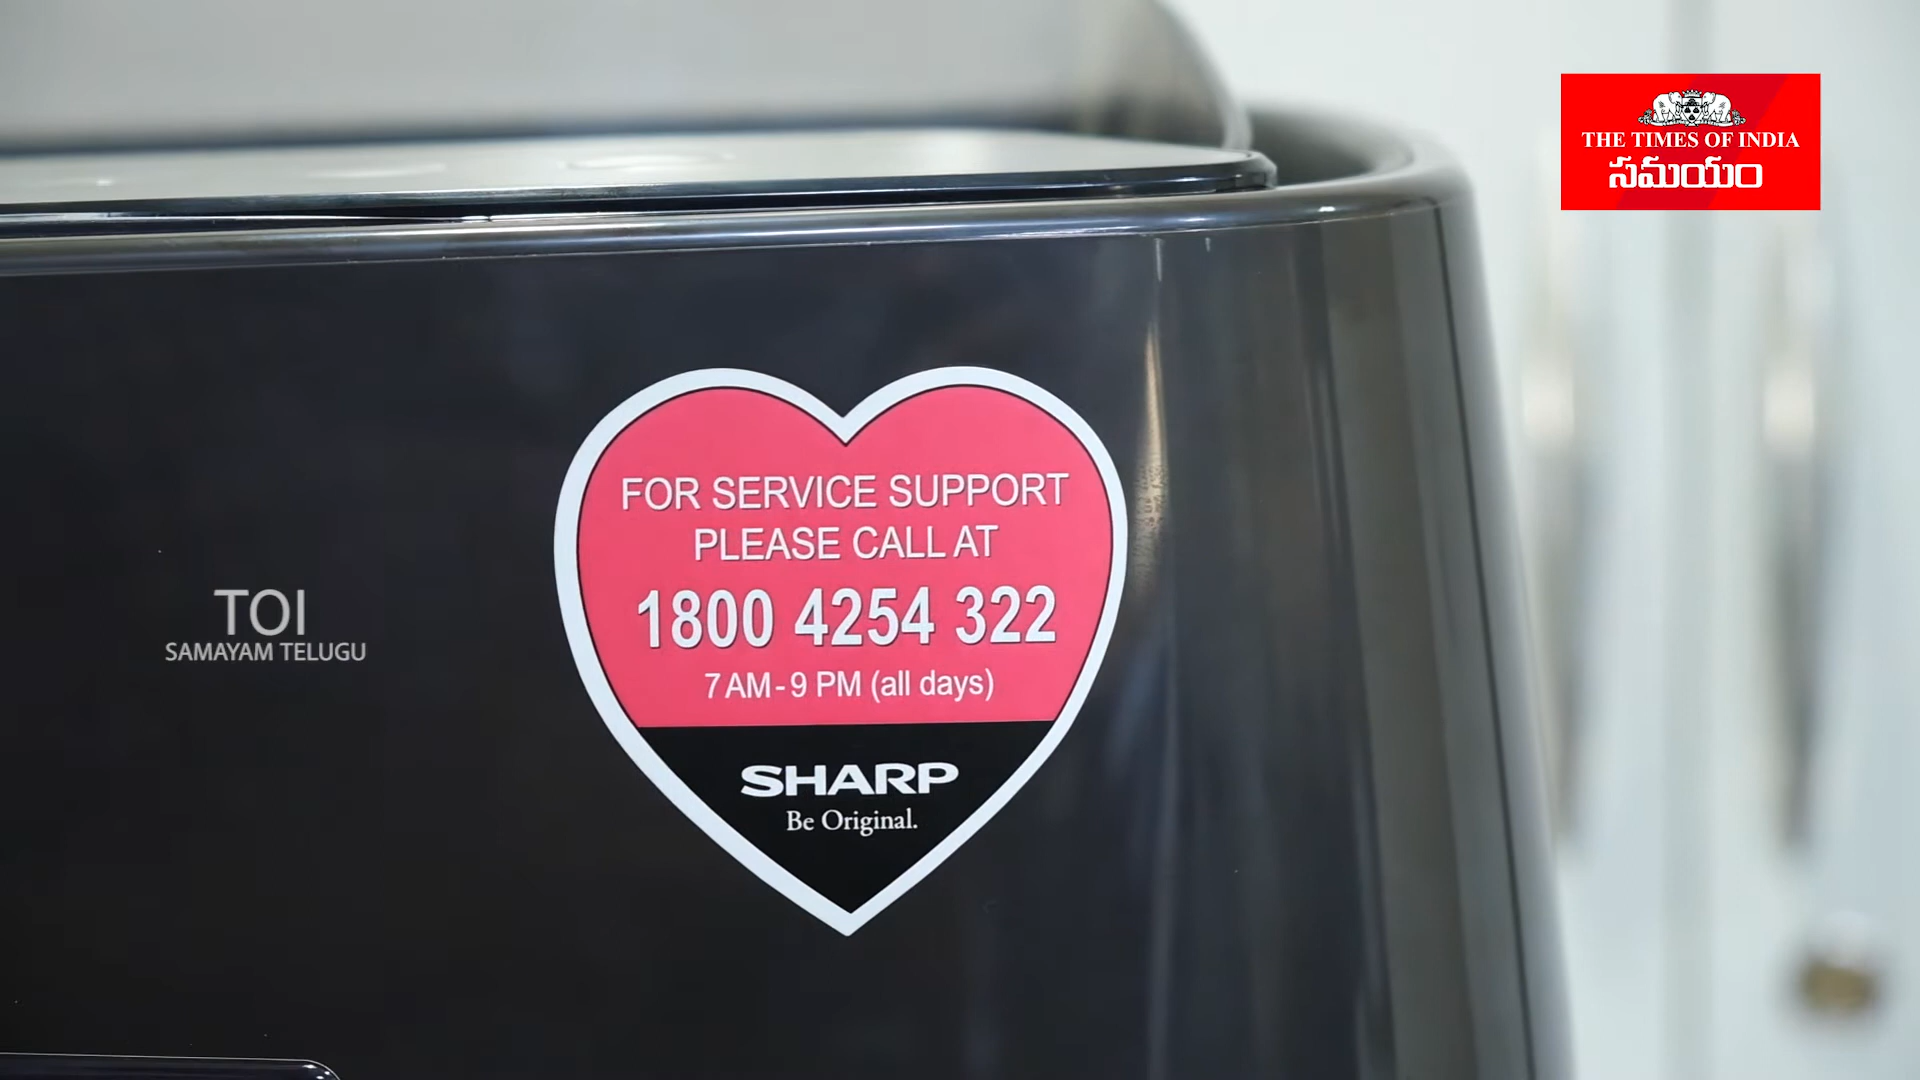 THE TIMES OF INDIA
సమయం
FOR SERVICE SUPPORT
PLEASE CALL AT
1800 4254 322
7 AM - 9 PM (all days)
SHARP
Be Original.
TOI
SAMAYAM TELUGU